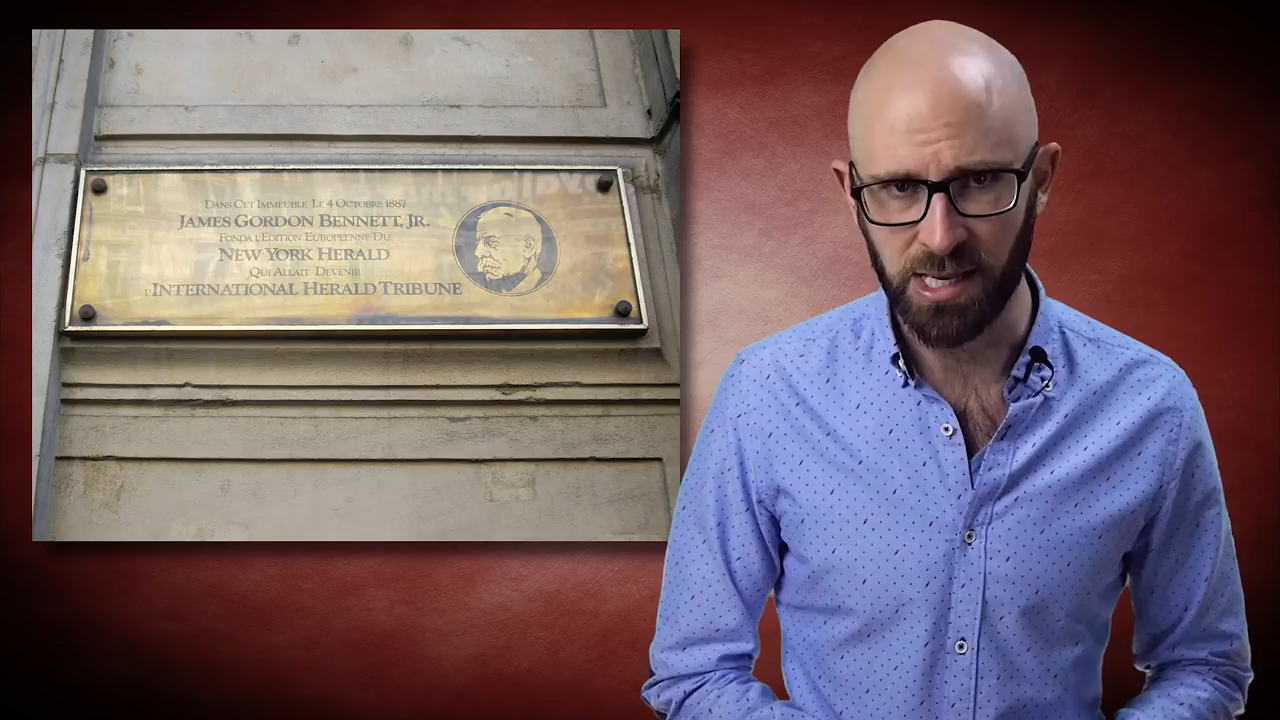 DANS CET IMMEUBLE LE 4 OCTOBRE 1887
JAMES GORDON BENNETT, JR.
FONDA L'EDITION EUROPEENNE DU
NEW YORK HERALD
QUI ALLAIT DEVENIR
L'INTERNATIONAL HERALD TRIBUNE